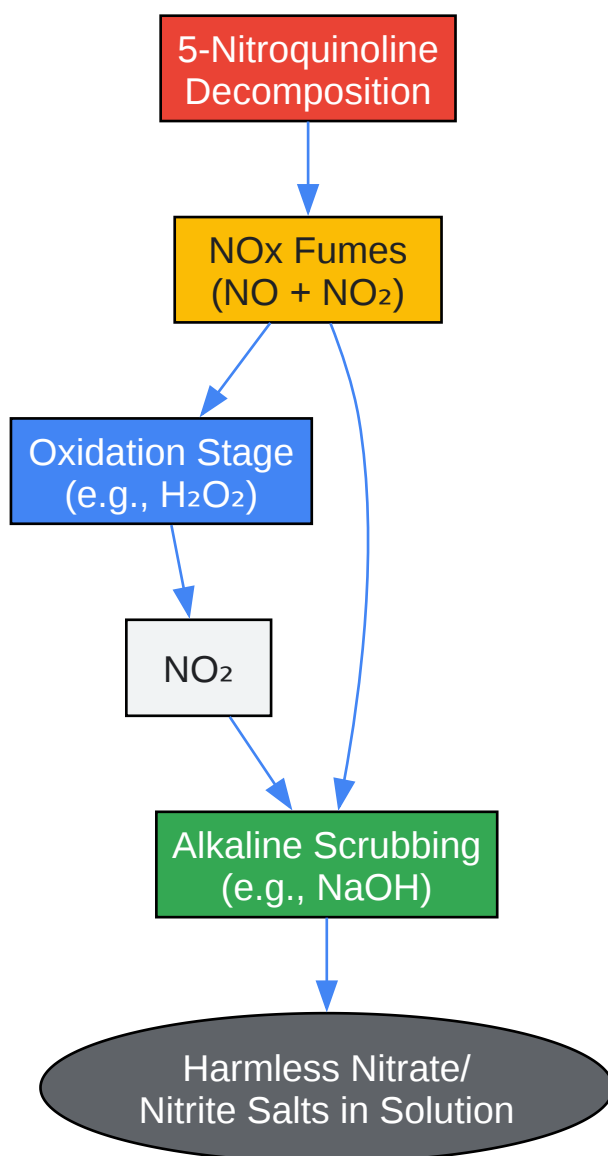 5-Nitroquinoline
Decomposition
NOx Fumes
(NO + NO₂)
Oxidation Stage
(e.g., H₂O₂)
NO₂
Alkaline Scrubbing
(e.g., NaOH)
Harmless Nitrate/
Nitrite Salts in Solution